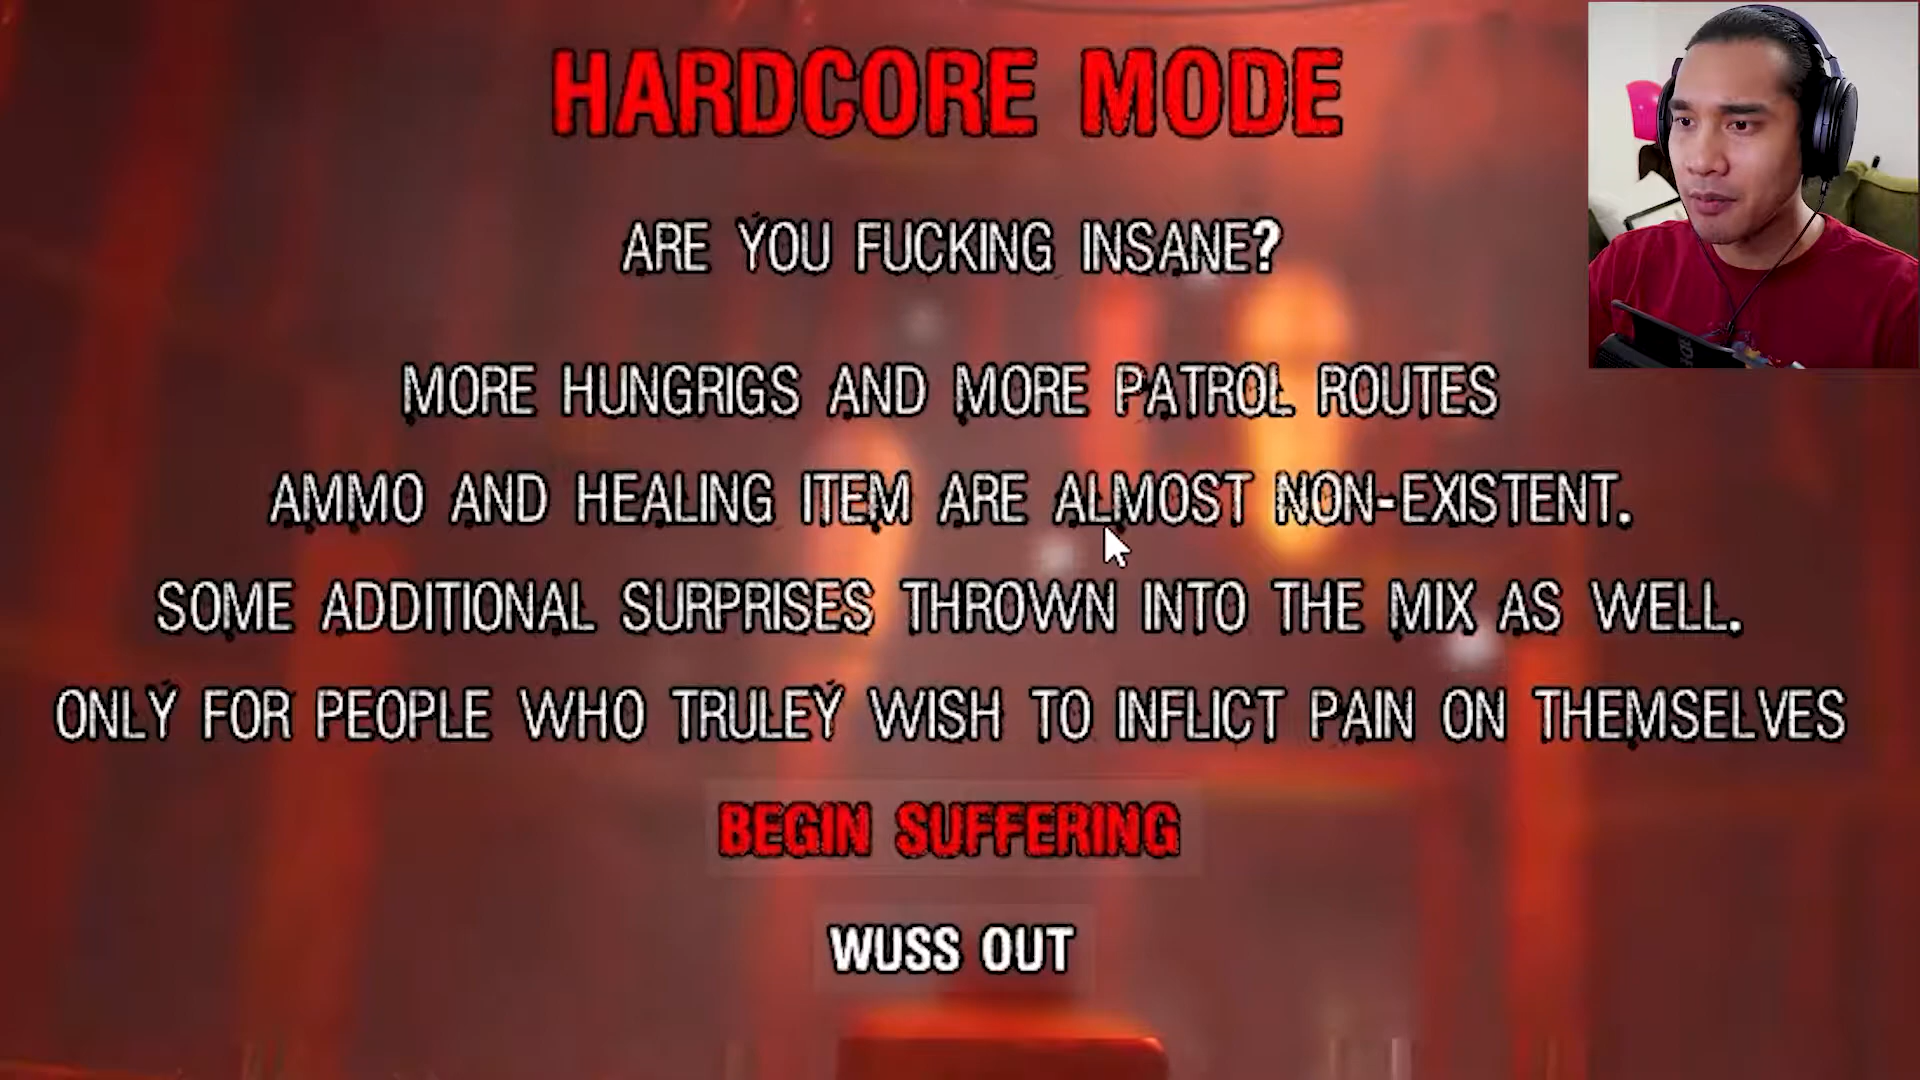 HARDCORE MODE
ARE YOU FUCKING INSANE?
MORE HUNGRIGS AND MORE PATROL ROUTES
AMMO AND HEALING ITEM ARE ALMOST NON-EXISTENT.
SOME ADDITIONAL SURPRISES THROWN INTO THE MIX AS WELL.
ONLY FOR PEOPLE WHO TRULEY WISH TO INFLICT PAIN ON THEMSELVES
BEGIN SUFFERING
WUSS OUT